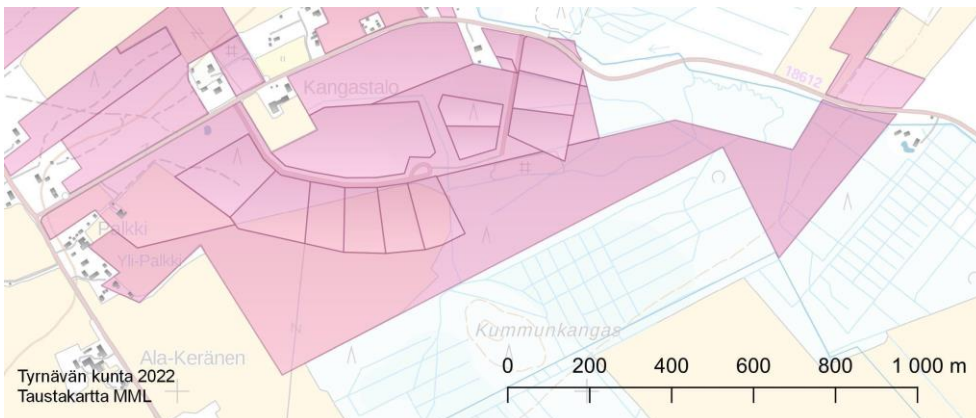 Kangastalo
18612
Palkki
Yli-Palkki
Kummunkangas
Ala-Keränen
0 200 400 600 800 1 000 m
Tyrnävän kunta 2022
Taustakartta MML